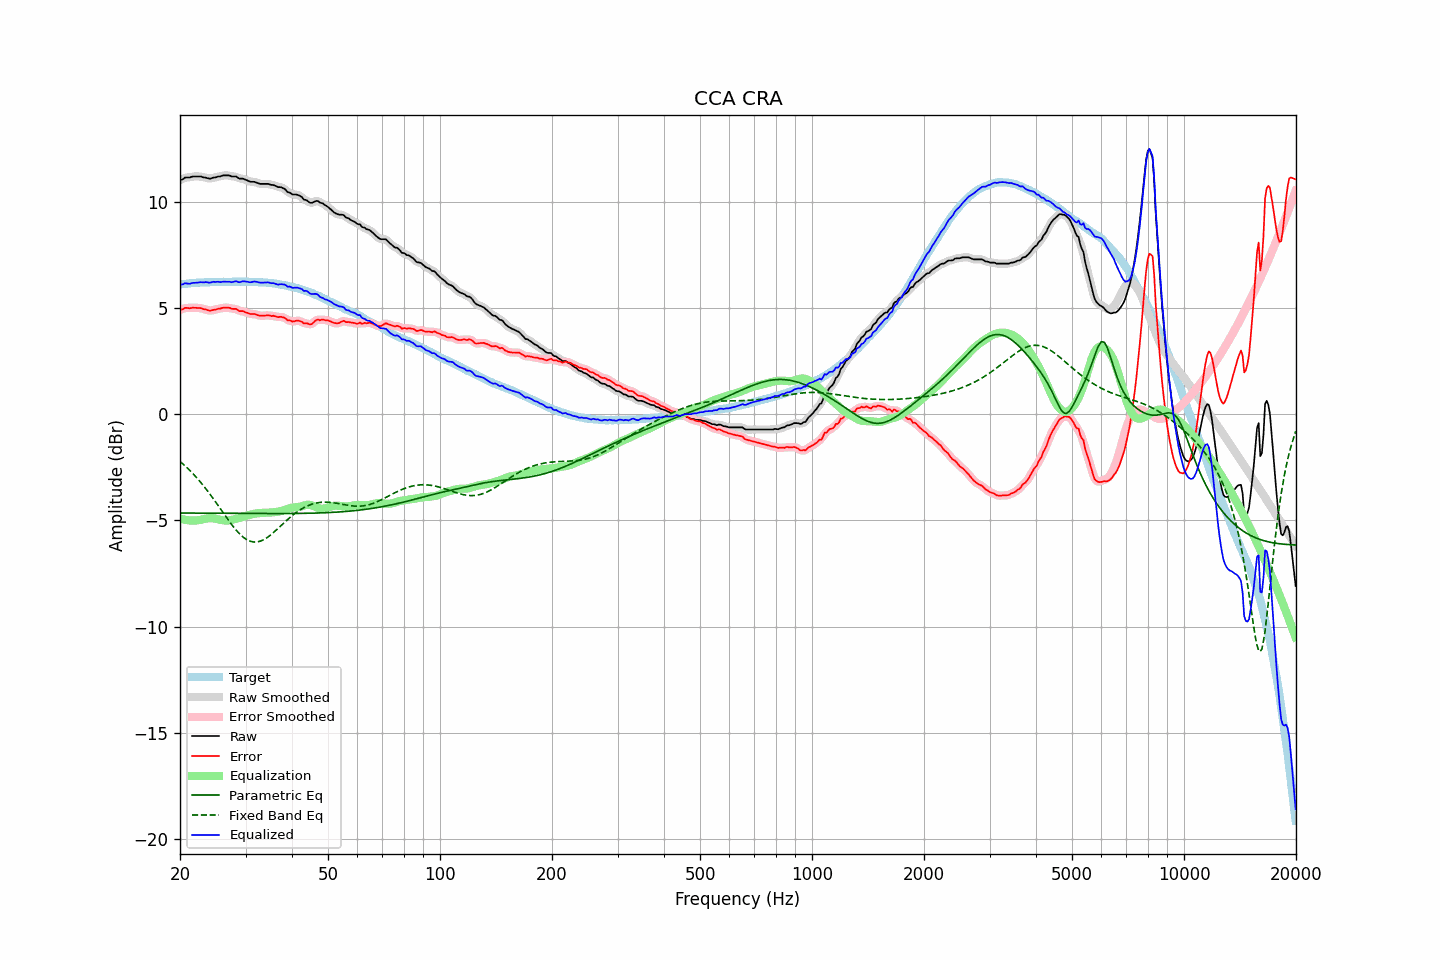 CCA CRA
Amplitude (dBr)
10
5
0
−5
−10
−15
−20
Target
Raw Smoothed
Error Smoothed
Raw
Error
Equalization
Parametric Eq
Fixed Band Eq
Equalized
20 50 100 200 500 1000 2000 5000 10000 20000
Frequency (Hz)